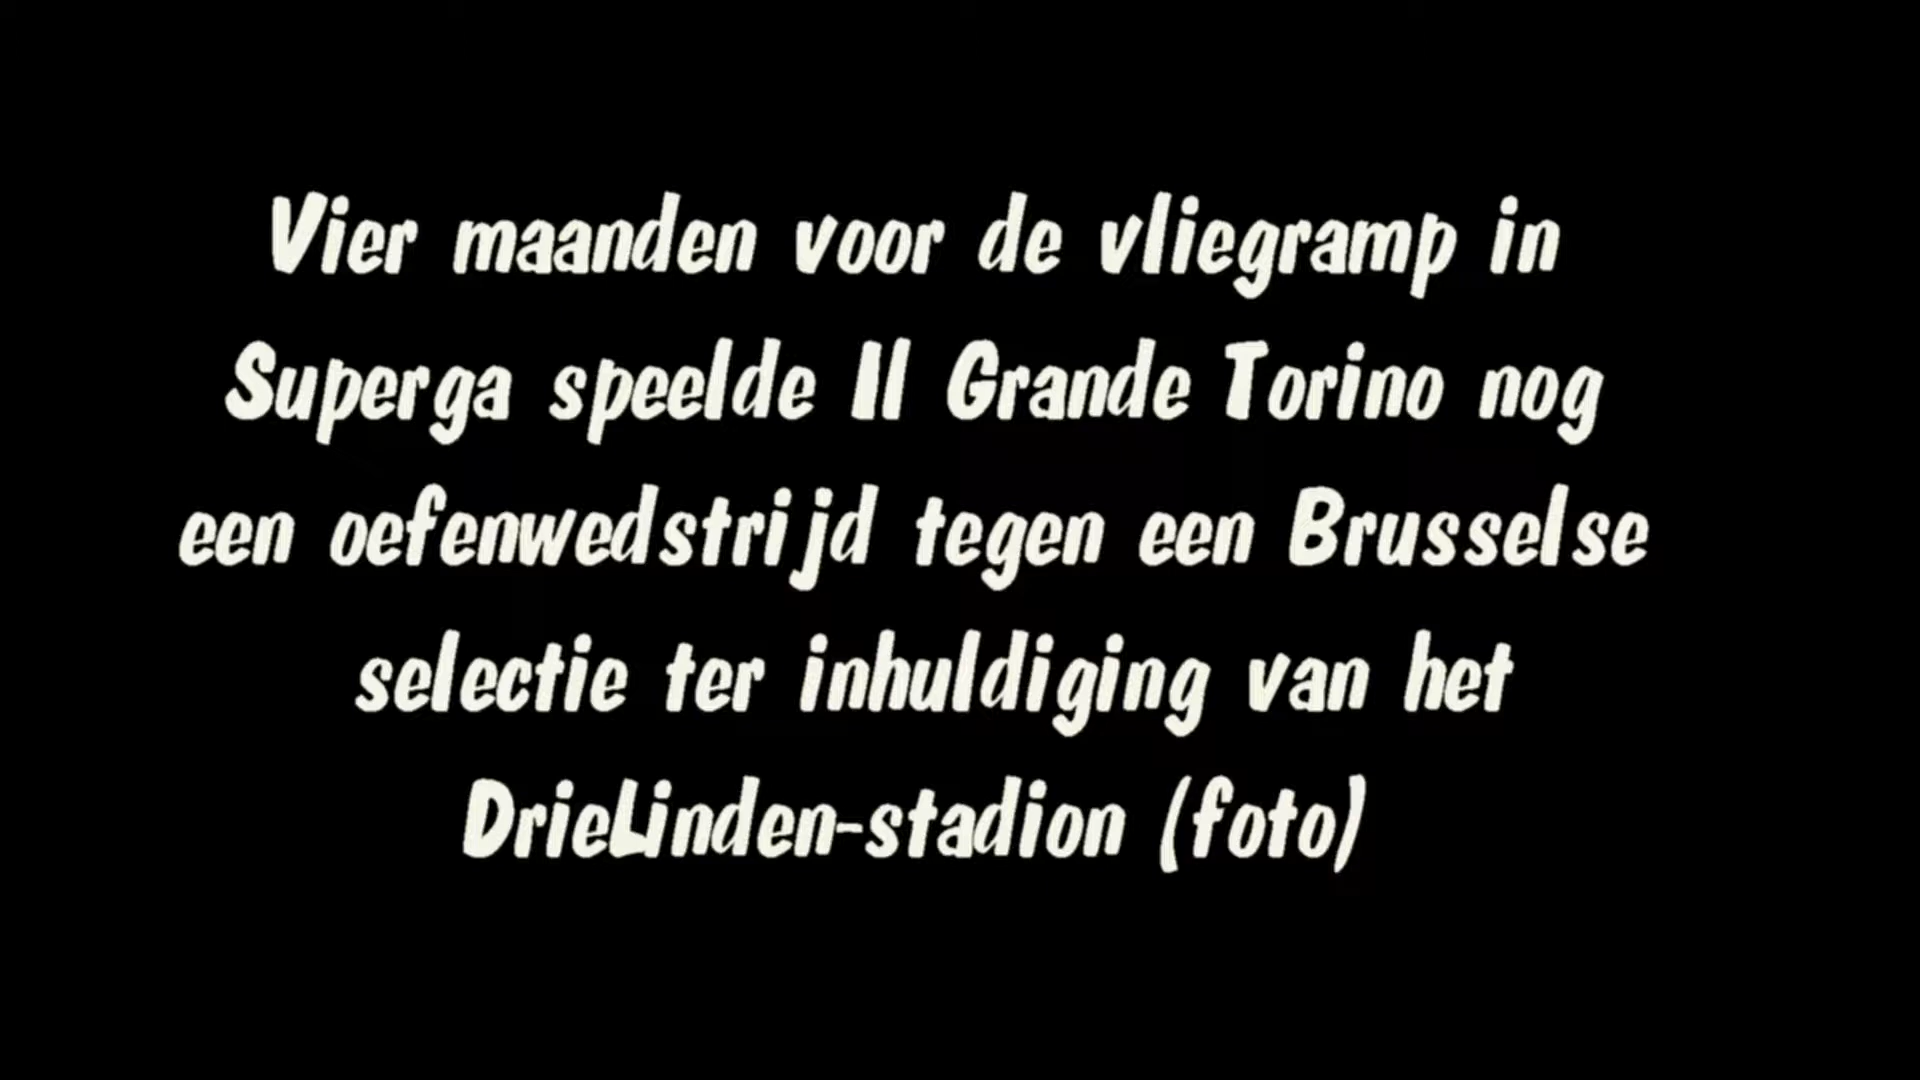 Vier maanden voor de vliegramp in
Superga speelde Il Grande Torino nog
een oefenwedstrijd tegen een Brusselse
selectie ter inhuldiging van het
DrieLinden-stadion (foto)